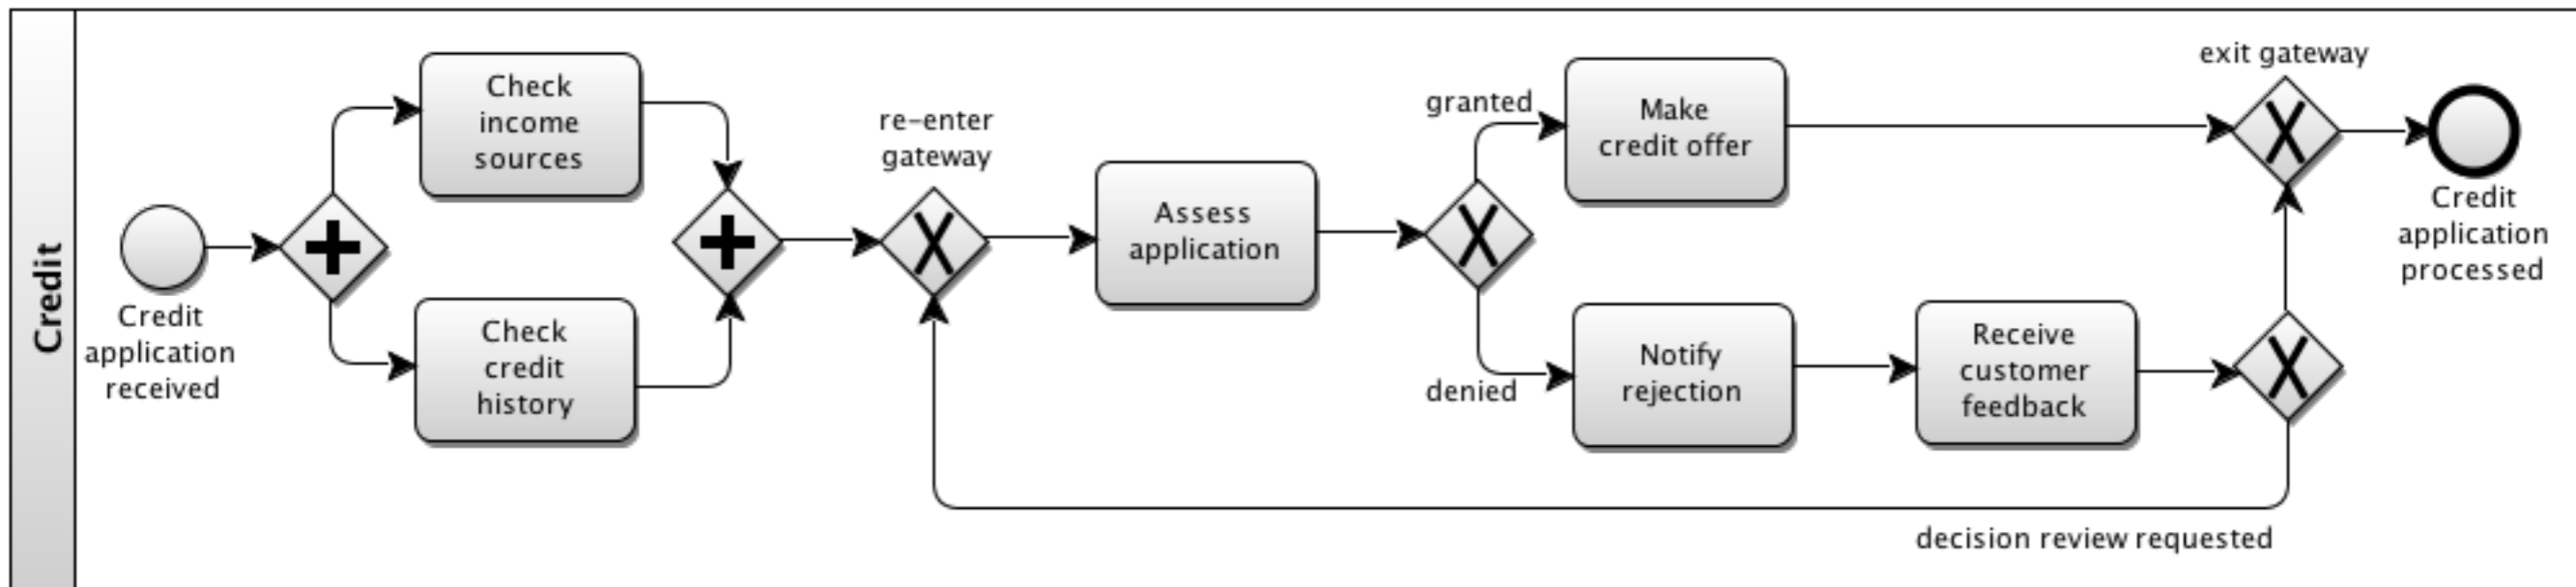 Credit
Credit
application
received
Check
income
sources
Check
credit
history
re-enter
gateway
Assess
application
granted
denied
Make
credit offer
Notify
rejection
Receive
customer
feedback
decision review requested
exit gateway
Credit
application
processed